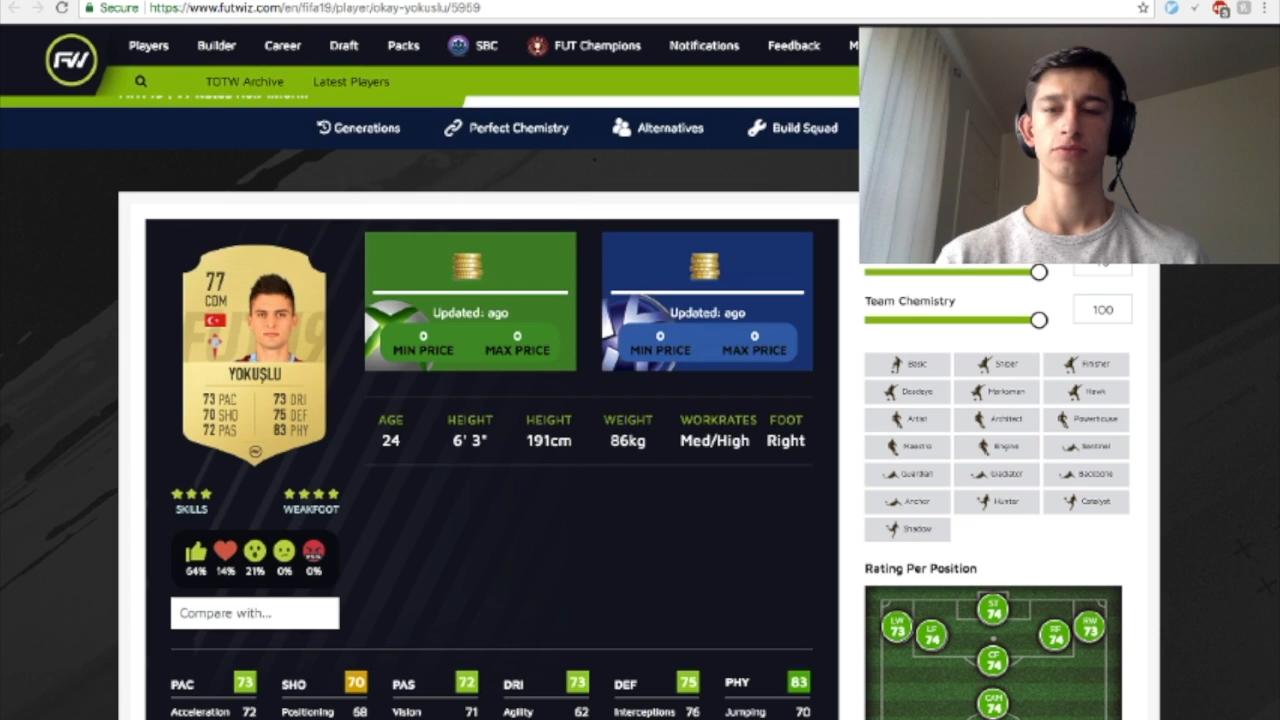 Secure | https://www.futwiz.com/en/fifa19/player/okay-yokuslu/5959
FW
Players Builder Career Draft Packs SBC FUT Champions Notifications Feedback M
TOTW Archive Latest Players
Generations Perfect Chemistry Alternatives Build Squad
77
CDM
YOKUŞLU
73 PAC 73 DRI
70 SHO 75 DEF
72 PAS 83 PHY
Updated: ago
0 0
MIN PRICE MAX PRICE
Updated: ago
0 0
MIN PRICE MAX PRICE
AGE HEIGHT HEIGHT WEIGHT WORKRATES FOOT
24 6' 3" 191cm 86kg Med/High Right
SKILLS WEAKFOOT
64% 14% 21% 0% 0%
Compare with...
PAC 73 SHO 70 PAS 72 DRI 73 DEF 75 PHY 83
Acceleration 72 Positioning 68 Vision 71 Agility 62 Interceptions 76 Jumping 70
Team Chemistry 100
Basic Sniper Finisher
Deadeye Marksman Hawk
Artist Architect Powerhouse
Maestro Engine Sentinel
Guardian Gladiator Backbone
Anchor Hunter Catalyst
Shadow
Rating Per Position
ST
74
LW
73
LF
74
RF
74
RW
73
CF
74
CAM
74